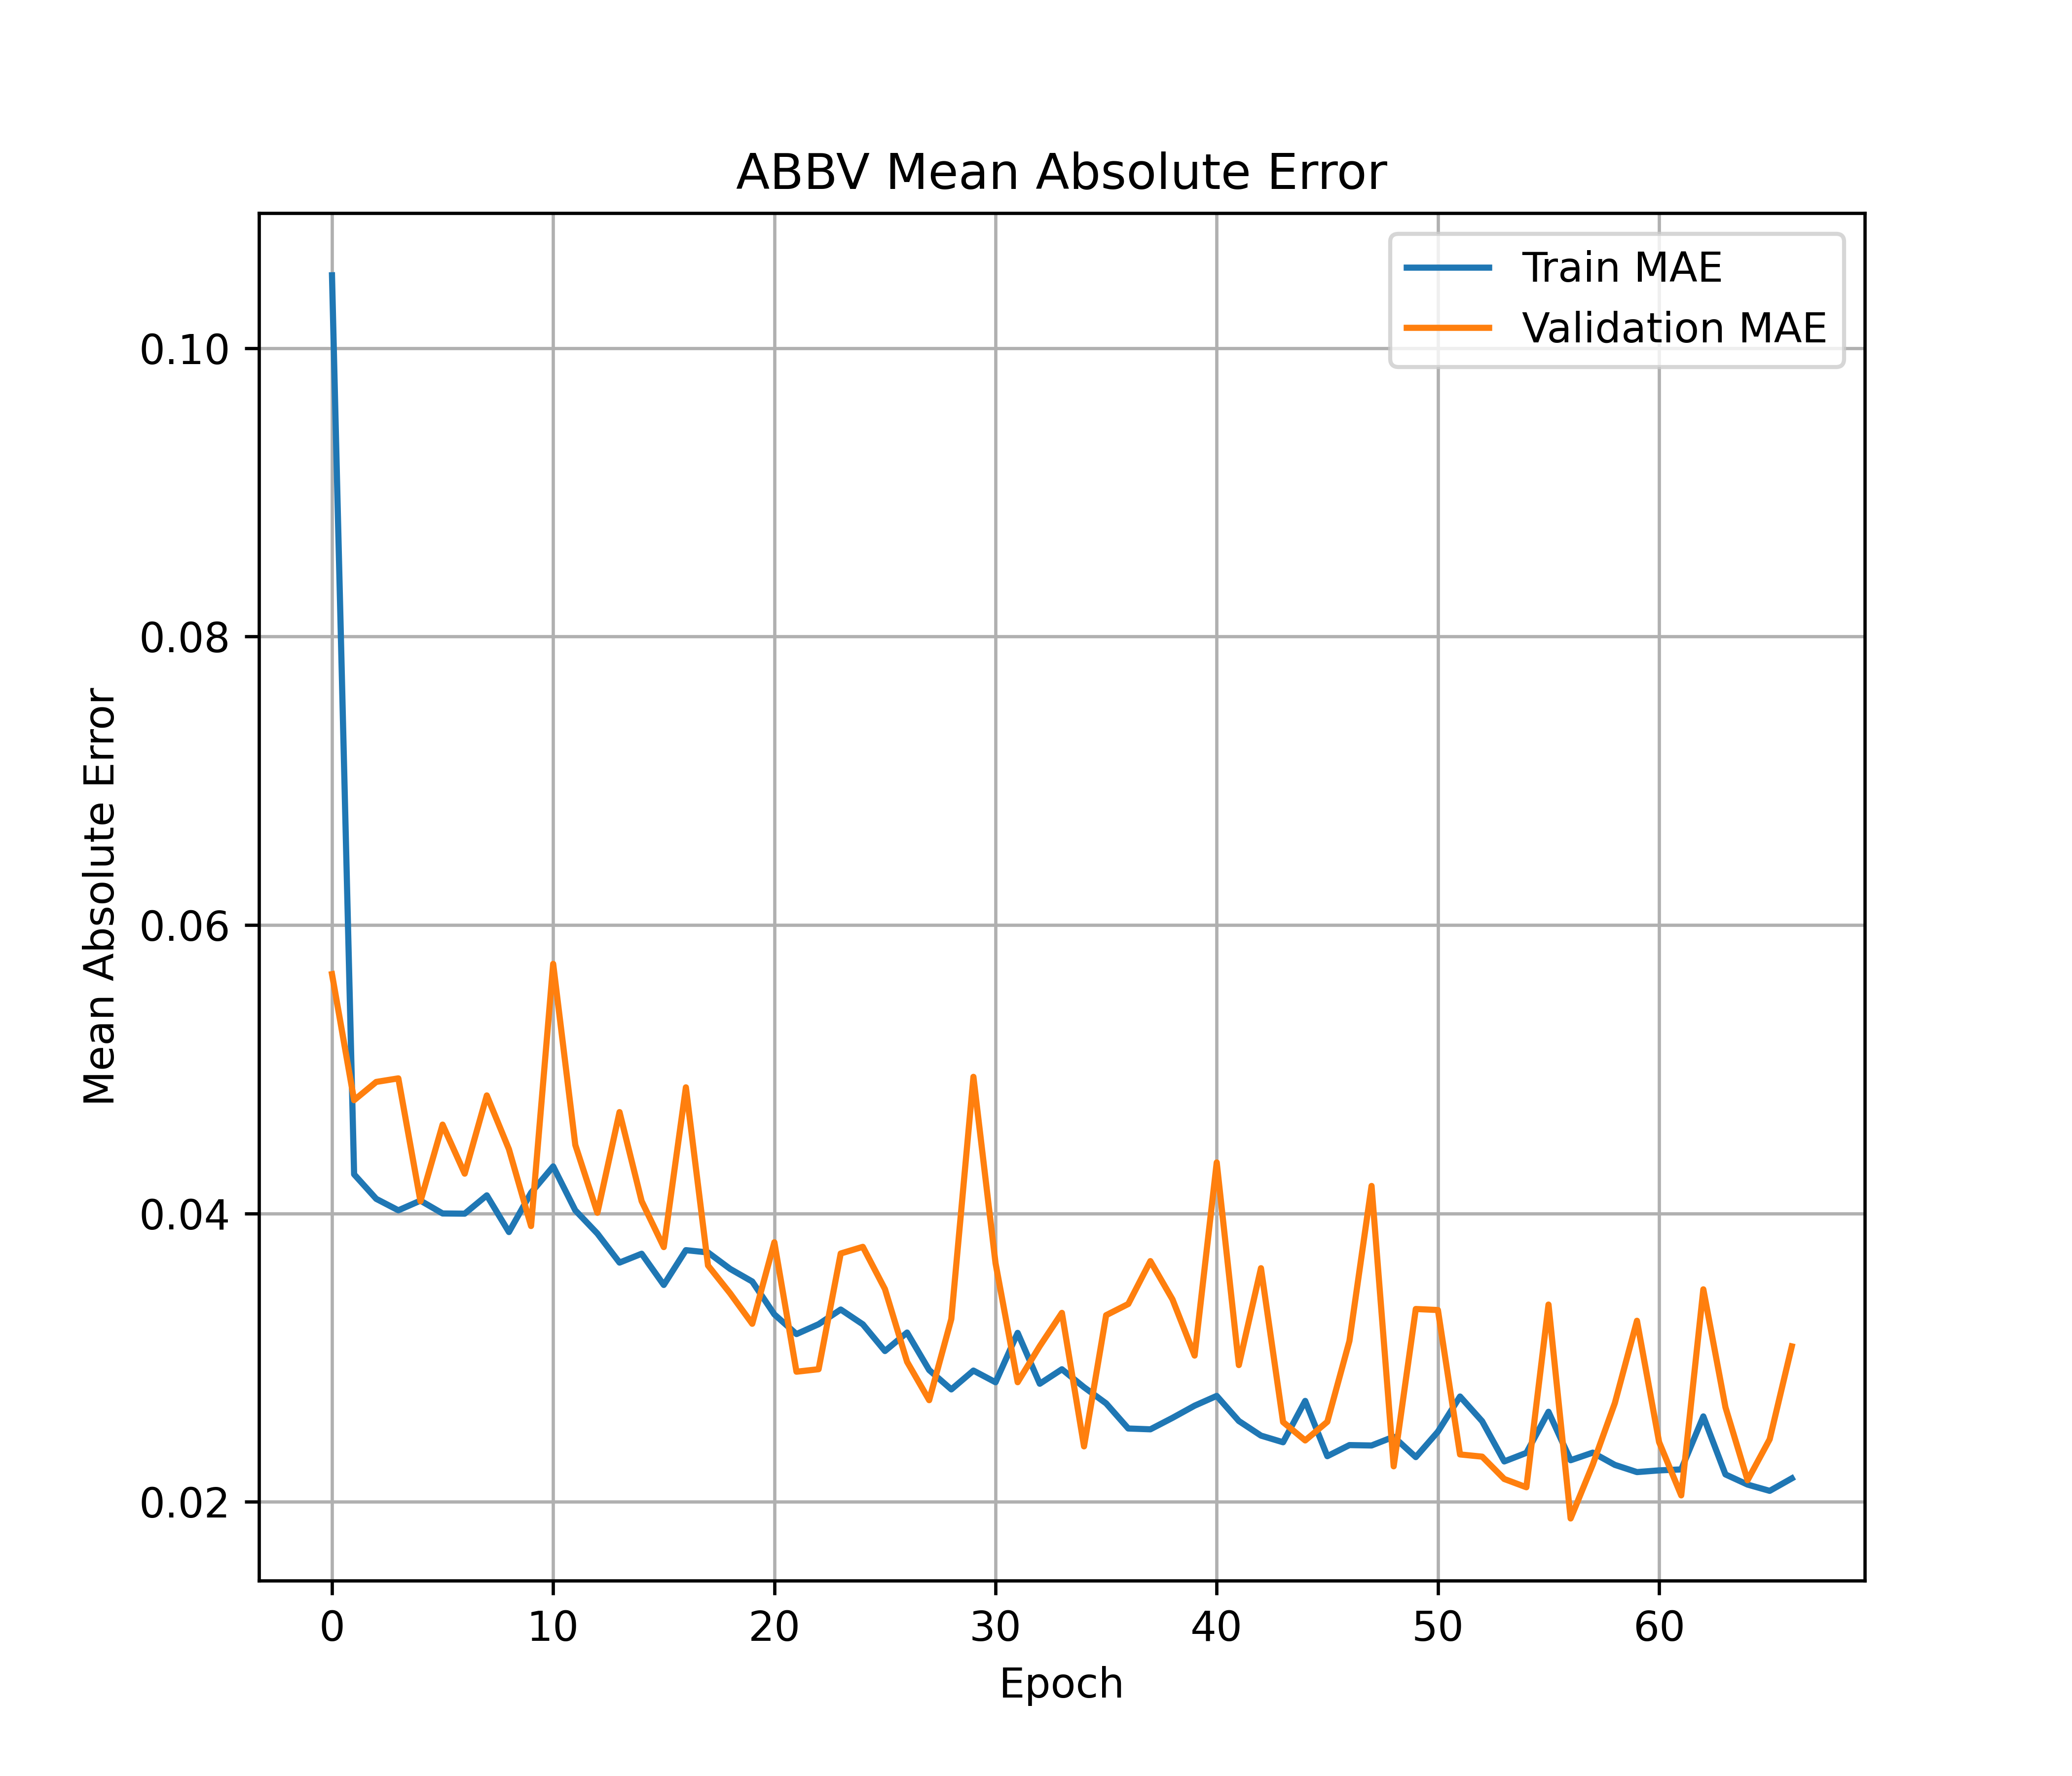 ABBV Mean Absolute Error
Train MAE
Validation MAE
Mean Absolute Error
0.10
0.08
0.06
0.04
0.02
0 10 20 30 40 50 60
Epoch